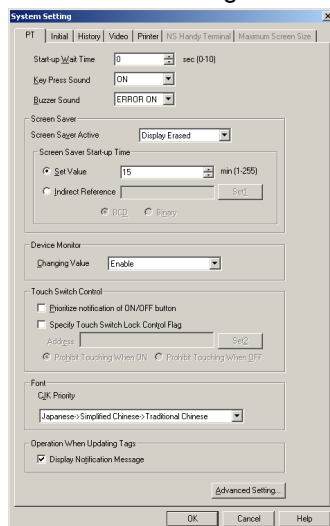 System Setting
PT Initial History Video Printer NS Handy Terminal Maximum Screen Size
Start-up Wait Time 0 sec (0-10)
Key Press Sound ON
Buzzer Sound ERROR ON
Screen Saver
Screen Saver Active Display Erased
Screen Saver Start-up Time
Set Value 15 min (1-255)
Indirect Reference Set1
BCD Binary
Device Monitor
Changing Value Enable
Touch Switch Control
Prioritize notification of ON/OFF button
Specify Touch Switch Lock Control Flag
Address Set2
Prohibit Touching When ON Prohibit Touching When OFF
Font
CJK Priority
Japanese->Simplified Chinese->Traditional Chinese
Operation When Updating Tags
Display Notification Message
Advanced Setting...
OK Cancel Help